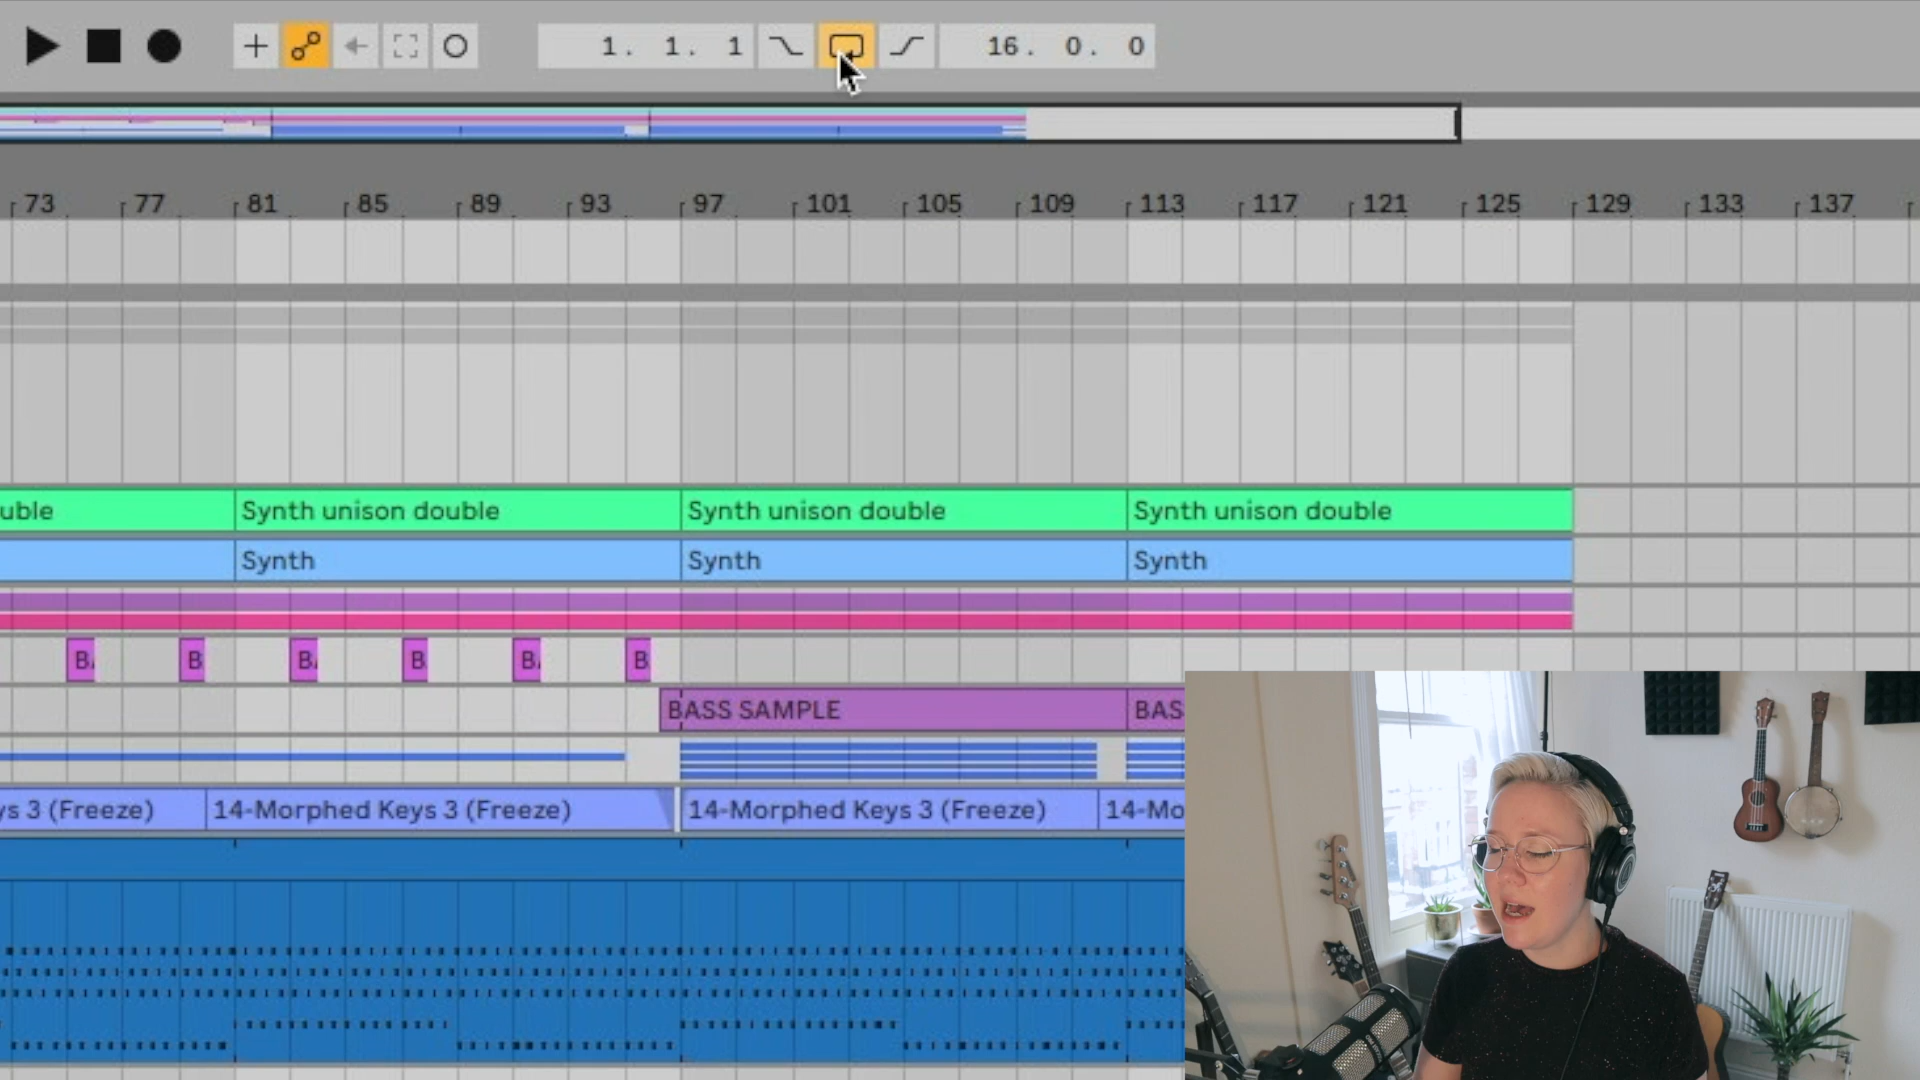 1. 1. 1 16. 0. 0
73 77 81 85 89 93 97 101 105 109 113 117 121 125 129 133 137
uble Synth unison double Synth unison double Synth unison double
Synth Synth Synth
B B B B B B
BASS SAMPLE BAS
ys 3 (Freeze) 14-Morphed Keys 3 (Freeze) 14-Morphed Keys 3 (Freeze) 14-Mo